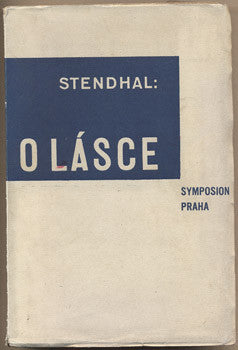 STENDHAL:
O LÁSCE
SYMPOSION
PRAHA